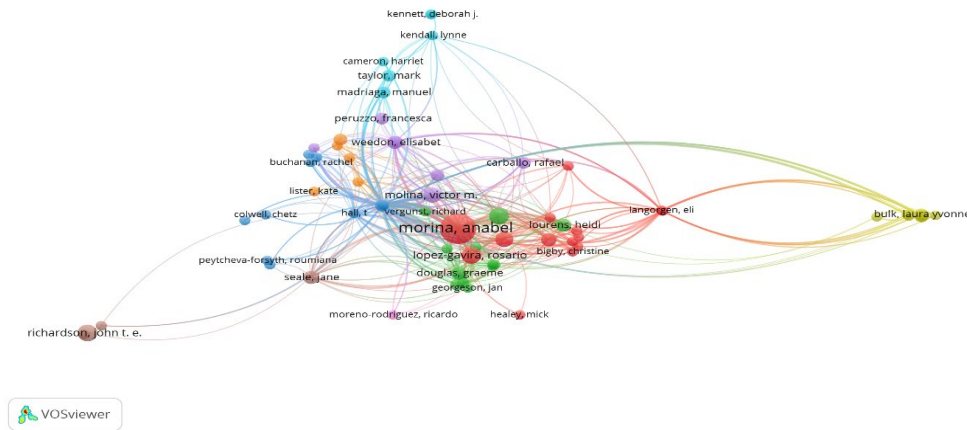 kennett, deborah j.
kendall, lynne
cameron, harriet
taylor, mark
madriaga, manuel
peruzzo, francesca
weedon, elisabet
buchanan, rachel
carballo, rafael
lister, kate
molina, victor m.
colwell, chetz
hall, t
vergunst, richard
langorgen, eli
bulk, laura yvonne
morina, anabel
lourens, heidi
bigby, christine
peytcheva-forsyth, roumiana
lopez-gavira, rosario
seale, jane
douglas, graeme
georgeson, jan
moreno-rodriguez, ricardo
healey, mick
richardson, john t. e.
VOSviewer